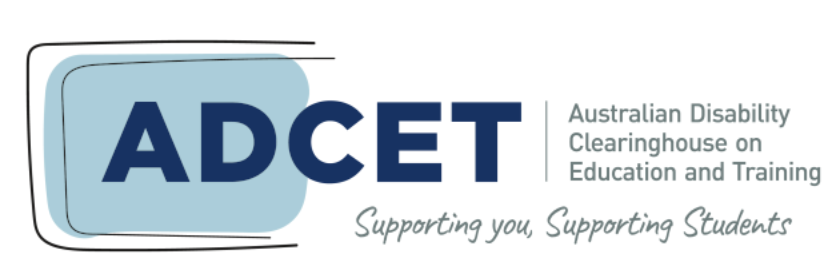 ADCET
Australian Disability
Clearinghouse on
Education and Training
Supporting you, Supporting Students